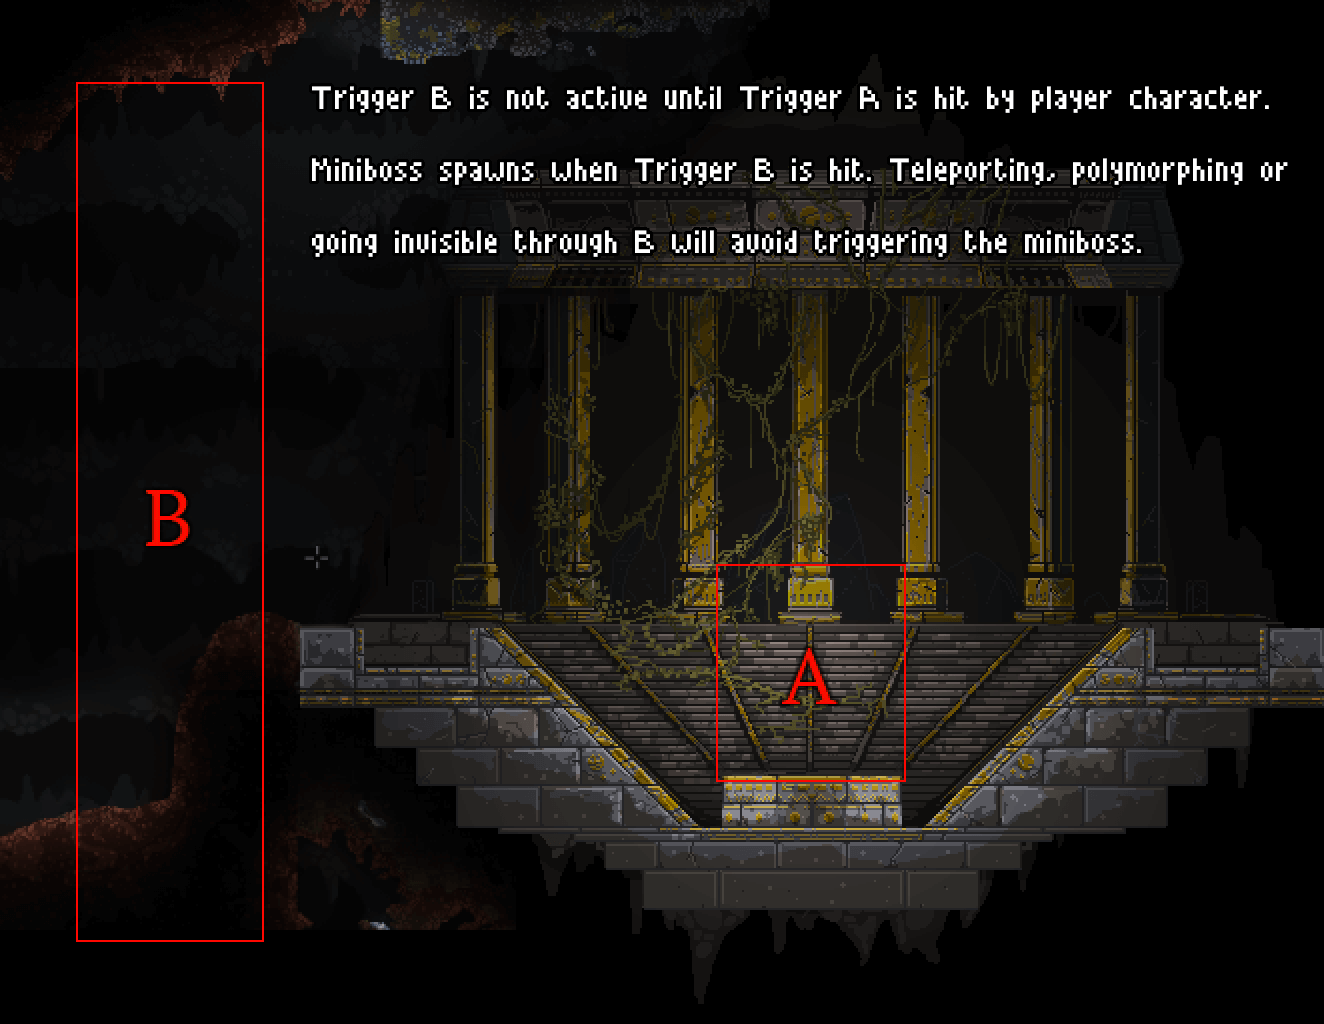 Trigger B is not active until Trigger A is hit by player character.
Miniboss spawns when Trigger B is hit. Teleporting, polymorphing or
going invisible through B will avoid triggering the miniboss.
B
A